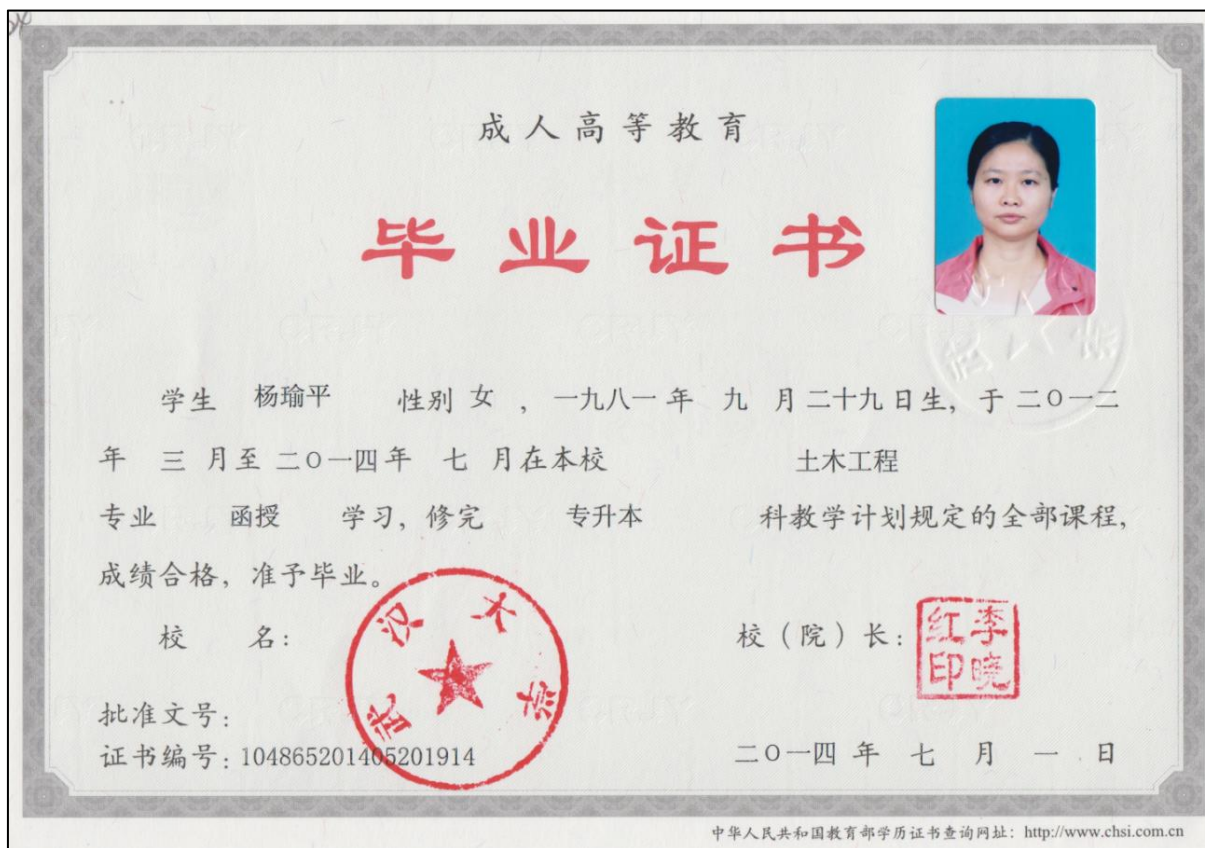 成人高等教育
毕业证书
学生 杨瑜平 性别 女 ，一九八一 年 九 月 二十九 日生，于 二〇一二
年 三 月至 二〇一四 年 七 月在本校 土木工程
专业 函授 学习，修完 专升本 科教学计划规定的全部课程，
成绩合格，准予毕业。
校 名：
武汉大学
校（院）长：
李晓红印
批准文号：
证书编号：104865201405201914
二〇一四 年 七 月 一 日
中华人民共和国教育部学历证书查询网址：http://www.chsi.com.cn